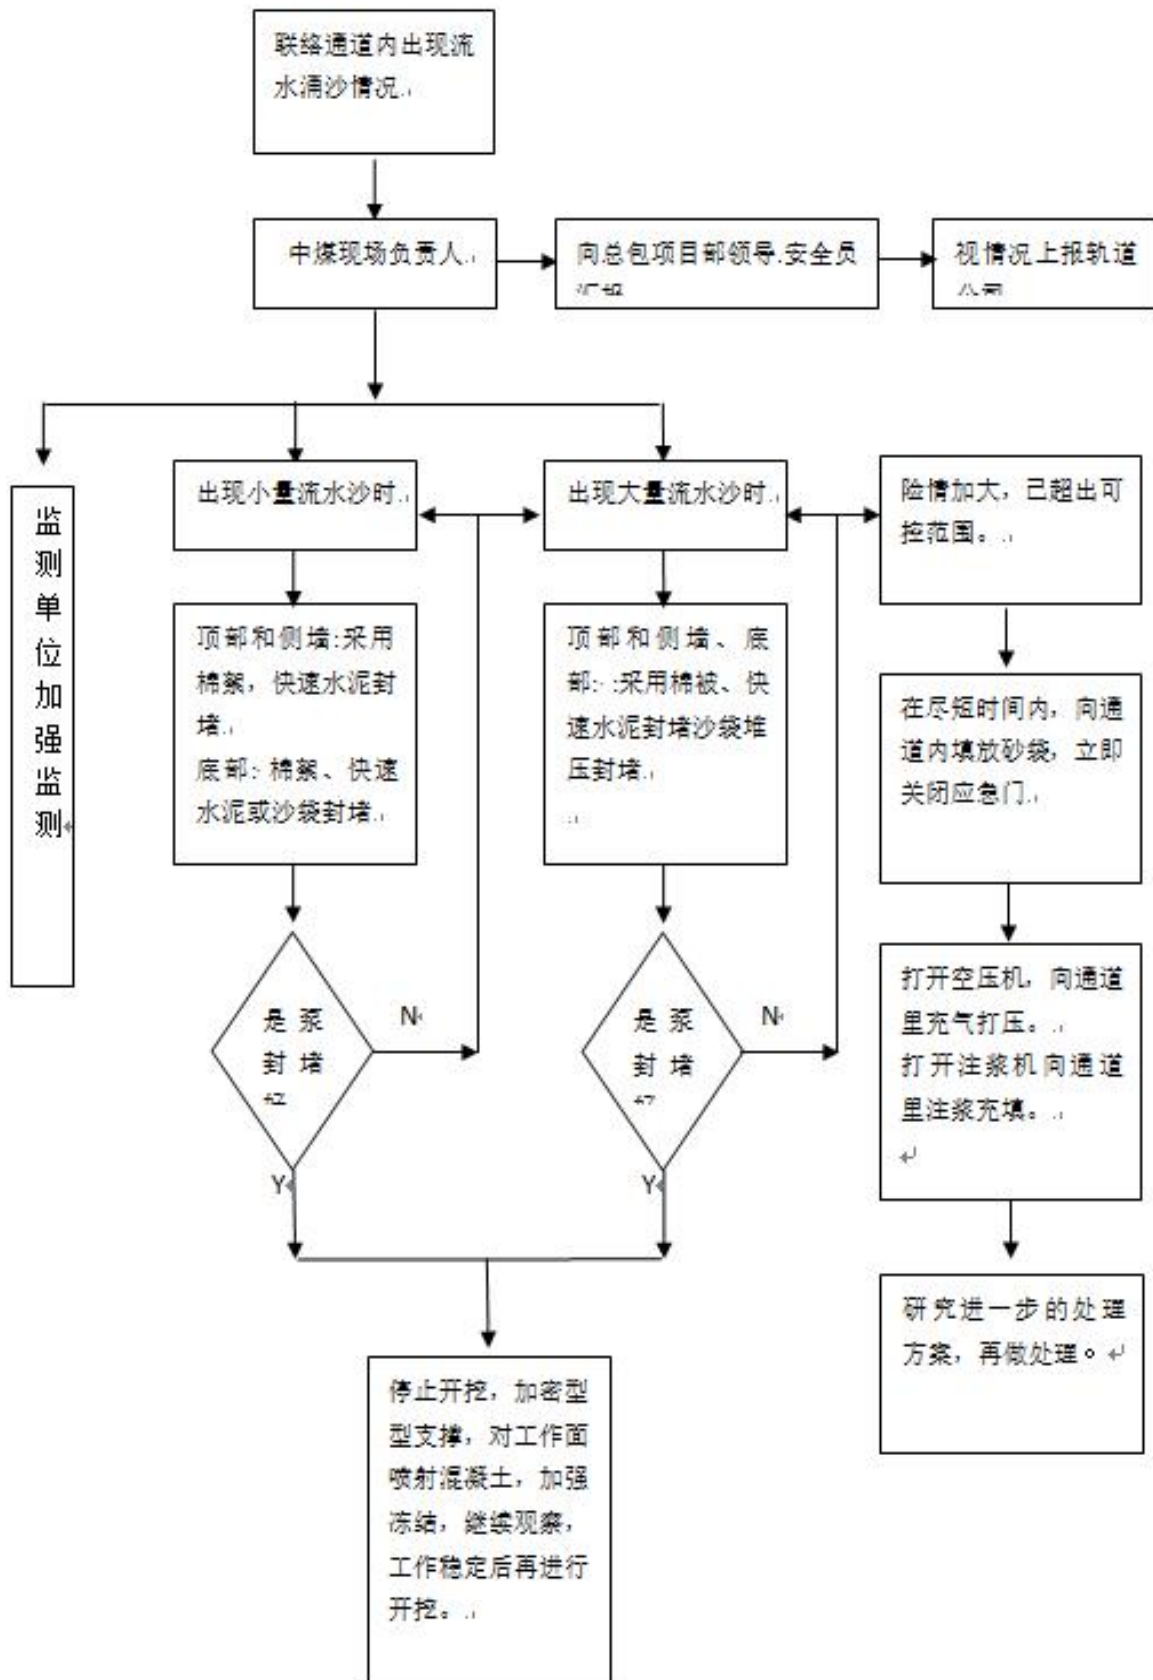 联络通道内出现流
水涌沙情况.
中煤现场负责人.
向总包项目部领导.安全员
视情况上报轨道
监测单位加强监测
出现小量流水沙时.
出现大量流水沙时.
险情加大，己超出可
控范围。.
顶部和侧墙:采用
棉絮，快速水泥封
堵.
底部: 棉絮、快速
水泥或沙袋封堵.
顶部和侧墙、底
部: :采用棉被、快
速水泥封堵沙袋堆
压封堵.
在尽短时间内，向通
道内填放砂袋，立即
关闭应急门.
是泵
封堵
N
是泵
封堵
N
打开空压机，向通道
里充气打压。.
打开注浆机向通道
里注浆充填。.
Y
Y
研究进一步的处理
方案，再做处理。
停止开挖，加密型
型支撑，对工作面
喷射混凝土，加强
冻结，继续观察，
工作稳定后再进行
开挖。.